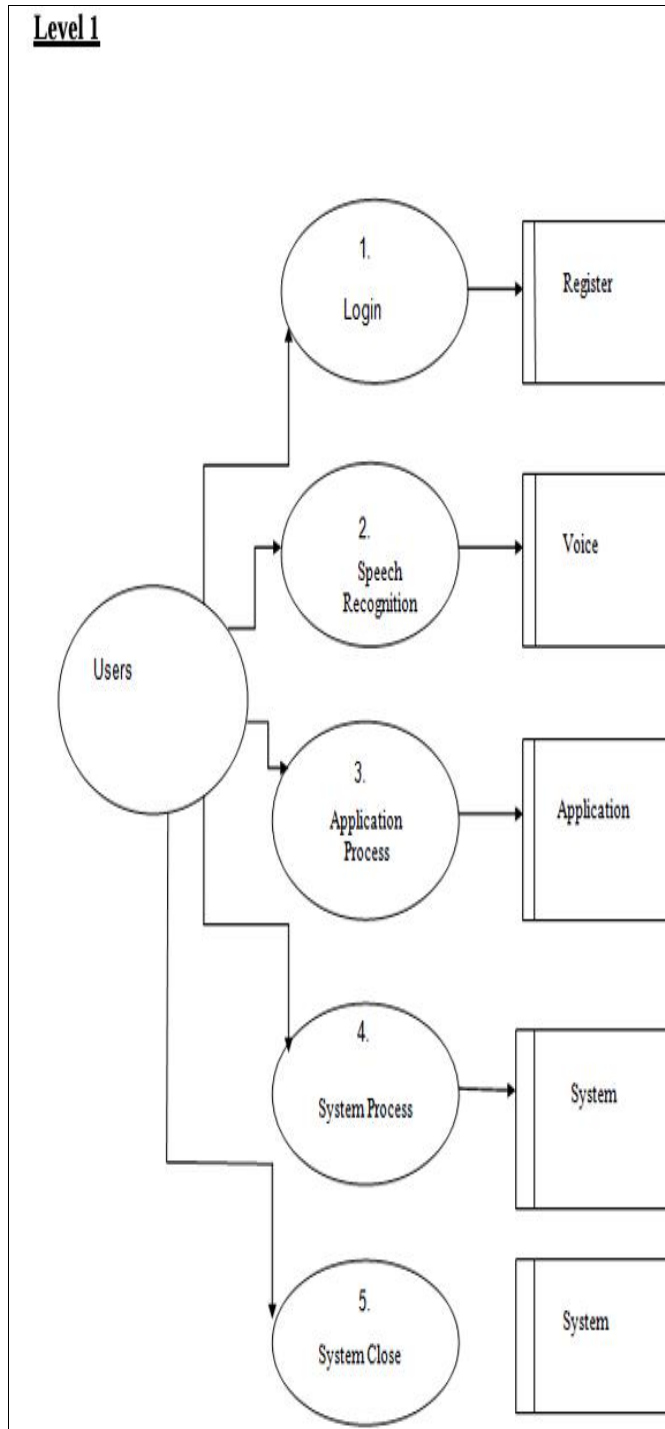 Level 1
1.
Login
Register
2.
Speech
Recognition
Voice
Users
3.
Application
Process
Application
4.
System Process
System
5.
System Close
System